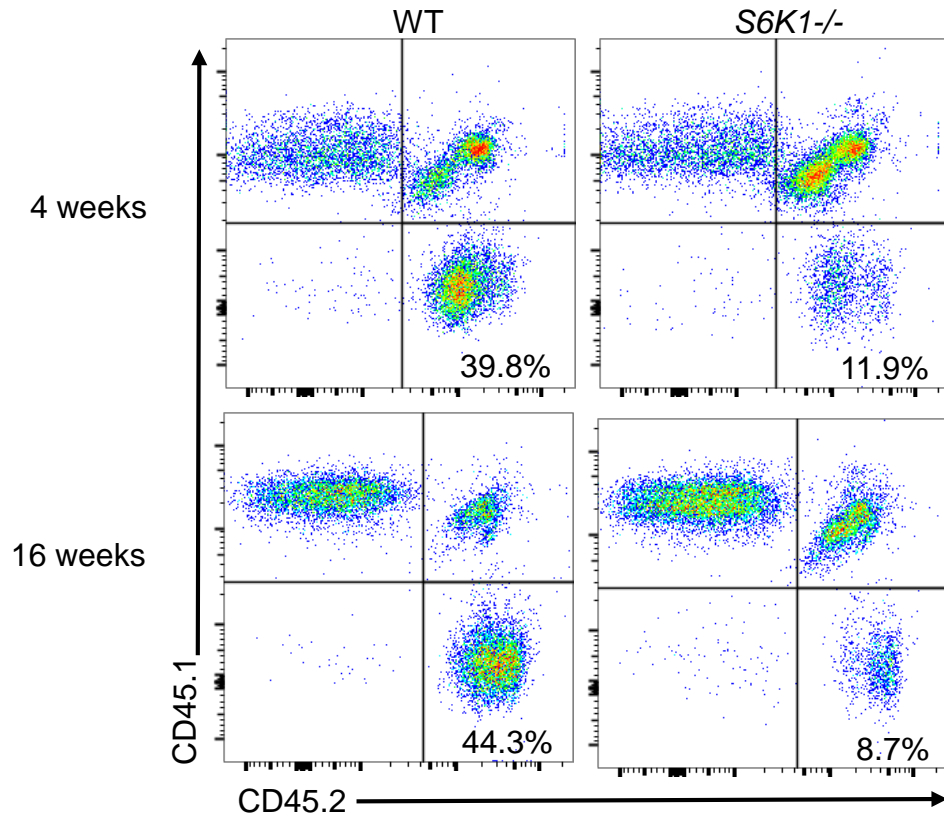 WT
S6K1-/-
4 weeks
39.8%
11.9%
16 weeks
44.3%
8.7%
CD45.1
CD45.2